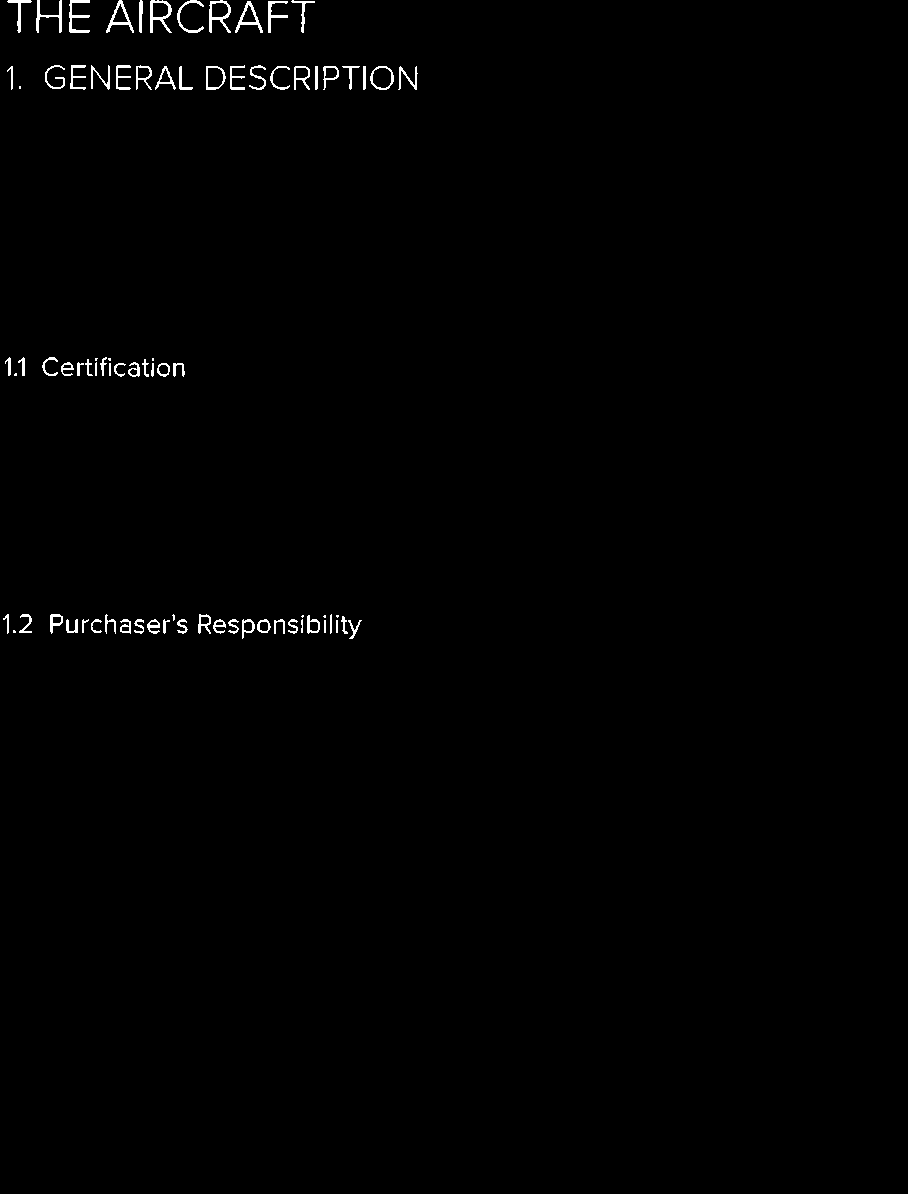 THE AIRCRAFT
1. GENERAL DESCRIPTION
1.1 Certification
1.2 Purchaser's Responsibility